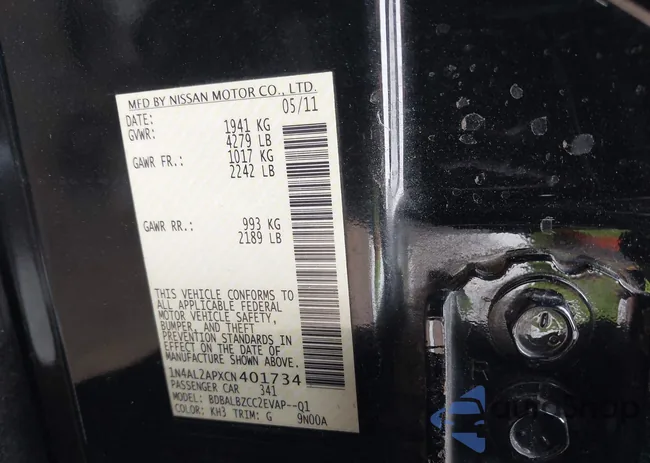 MFD BY NISSAN MOTOR CO., LTD.
DATE: 05/11
GVWR: 1941 KG
4279 LB
GAWR FR.: 1017 KG
2242 LB
GAWR RR.: 993 KG
2189 LB
THIS VEHICLE CONFORMS TO
ALL APPLICABLE FEDERAL
MOTOR VEHICLE SAFETY,
BUMPER, AND THEFT
PREVENTION STANDARDS IN
EFFECT ON THE DATE OF
MANUFACTURE SHOWN ABOVE.
1N4AL2APXCN401734
PASSENGER CAR 341
MODEL: BDBALBZCC2EVAP--Q1
COLOR: KH3 TRIM: G 9N00A
autosnap